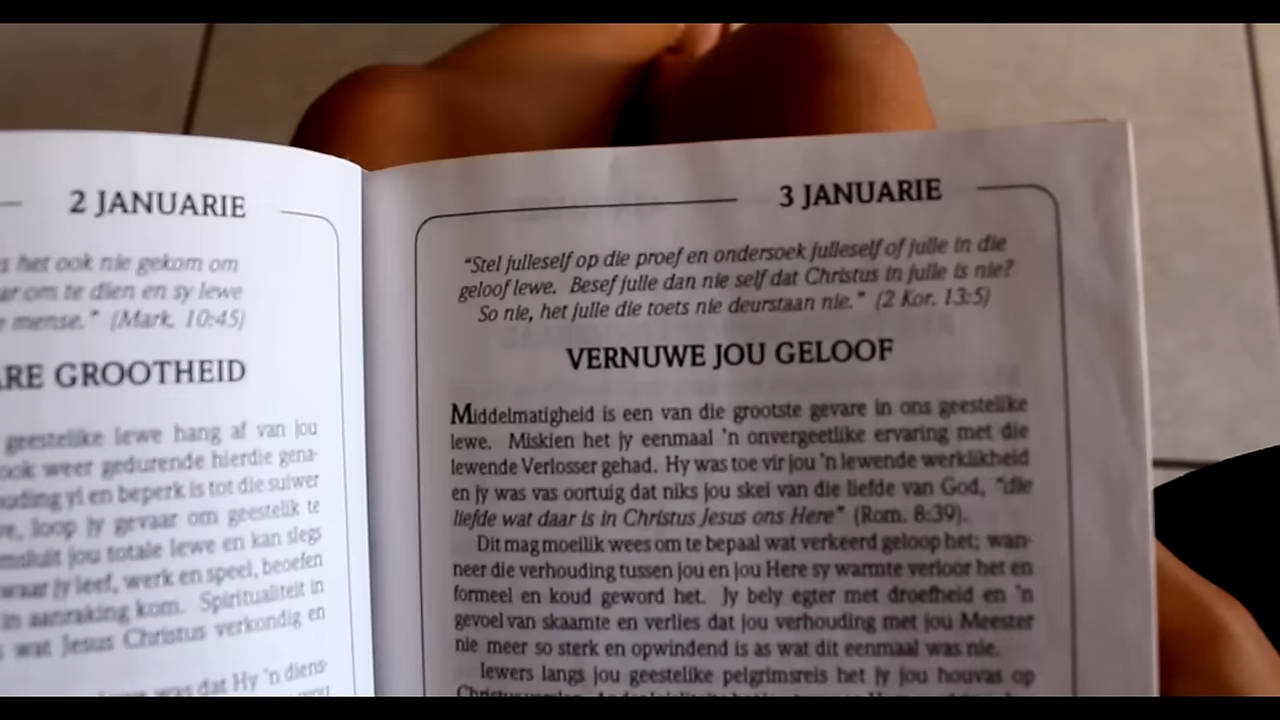 2 JANUARIE
s het ook nie gekom om
ar om te dien en sy lewe
e mense." (Mark. 10:45)
ARE GROOTHEID
geestelike lewe hang af van jou
ook weer gedurende hierdie gena-
ouding yl en beperk is tot die suiwer
ve, loop jy gevaar om geestelik te
msluit jou totale lewe en kan slegs
waar jy leef, werk en speel, beoefen
in aanraking kom. Spiritualiteit in
s wat Jesus Christus verkondig en
was dat Hy 'n diens-
3 JANUARIE
"Stel julleself op die proef en ondersoek julleself of julle in die
geloof lewe. Besef julle dan nie self dat Christus in julle is nie?
So nie, het julle die toets nie deurstaan nie." (2 Kor. 13:5)
VERNUWE JOU GELOOF
Middelmatigheid is een van die grootste gevare in ons geestelike
lewe. Miskien het jy eenmaal 'n onvergeetlike ervaring met die
lewende Verlosser gehad. Hy was toe vir jou 'n lewende werklikheid
en jy was vas oortuig dat niks jou skei van die liefde van God, "die
liefde wat daar is in Christus Jesus ons Here" (Rom. 8:39).
Dit mag moeilik wees om te bepaal wat verkeerd geloop het; wan-
neer die verhouding tussen jou en jou Here sy warmte verloor het en
formeel en koud geword het. Jy bely egter met droefheid en 'n
gevoel van skaamte en verlies dat jou verhouding met jou Meester
nie meer so sterk en opwindend is as wat dit eenmaal was nie.
Iewers langs jou geestelike pelgrimsreis het jy jou houvas op